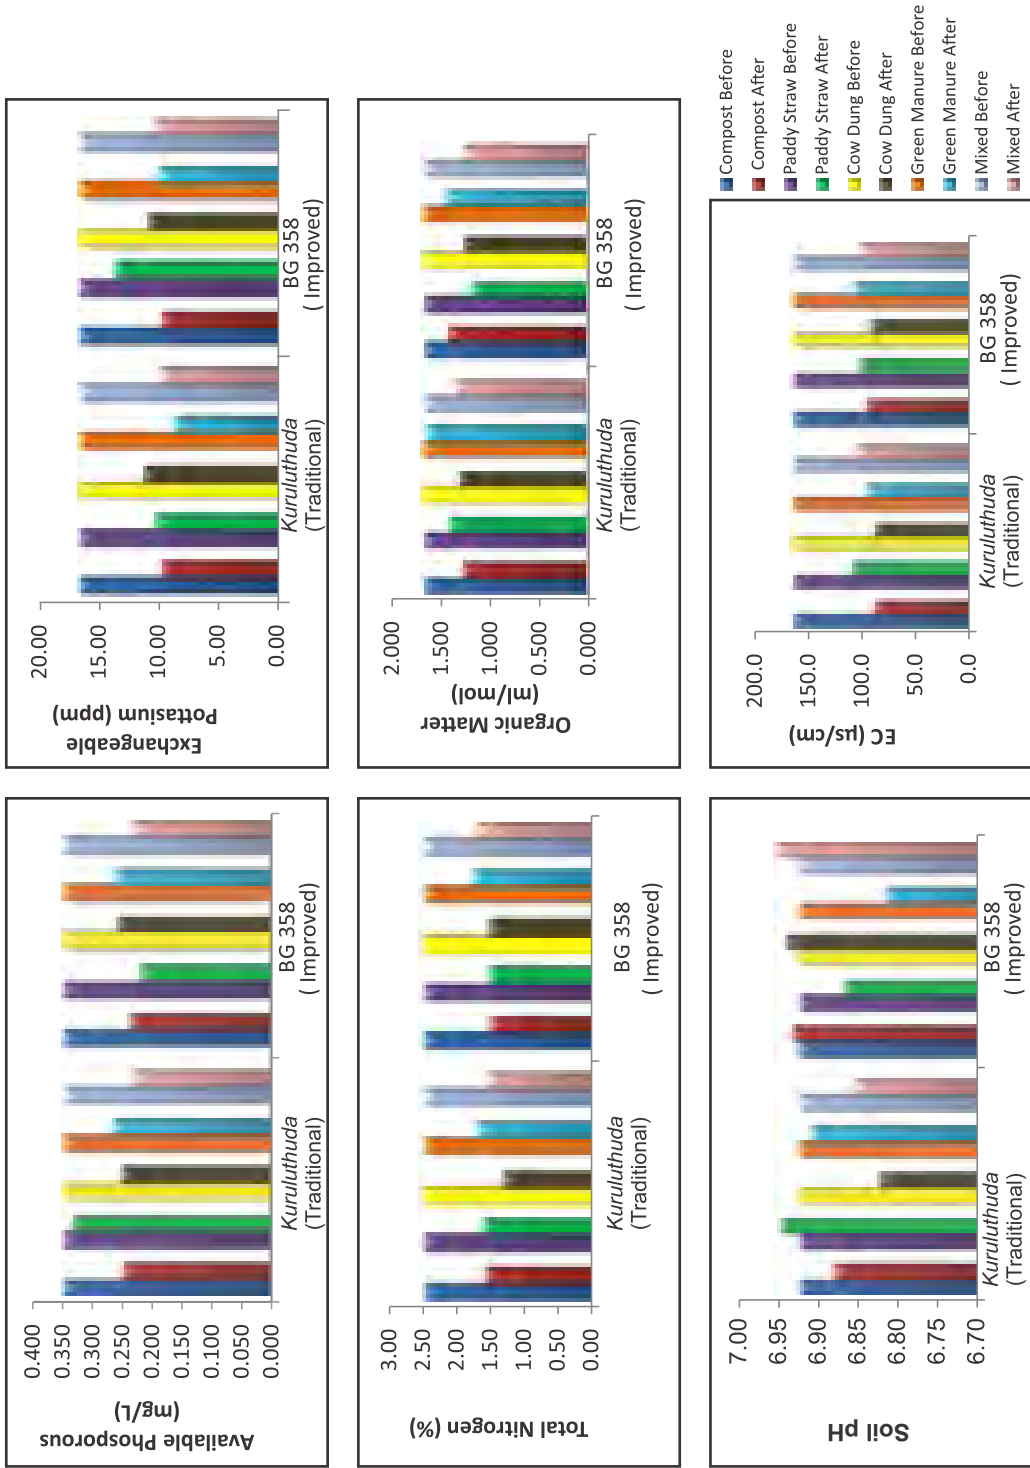 Available Phosporous
(mg/L)
0.400
0.350
0.300
0.250
0.200
0.150
0.100
0.050
0.000
Kuruluthuda
(Traditional)
BG 358
( Improved)
Exchangeable
Pottasium (ppm)
20.00
15.00
10.00
5.00
0.00
Kuruluthuda
(Traditional)
BG 358
( Improved)
Total Nitrogen (%)
3.00
2.50
2.00
1.50
1.00
0.50
0.00
Kuruluthuda
(Traditional)
BG 358
( Improved)
Organic Matter
(ml/mol)
2.000
1.500
1.000
0.500
0.000
Kuruluthuda
(Traditional)
BG 358
( Improved)
Soil pH
7.00
6.95
6.90
6.85
6.80
6.75
6.70
Kuruluthuda
(Traditional)
BG 358
( Improved)
EC (µs/cm)
200.0
150.0
100.0
50.0
0.0
Kuruluthuda
(Traditional)
BG 358
( Improved)
Compost Before
Compost After
Paddy Straw Before
Paddy Straw After
Cow Dung Before
Cow Dung After
Green Manure Before
Green Manure After
Mixed Before
Mixed After